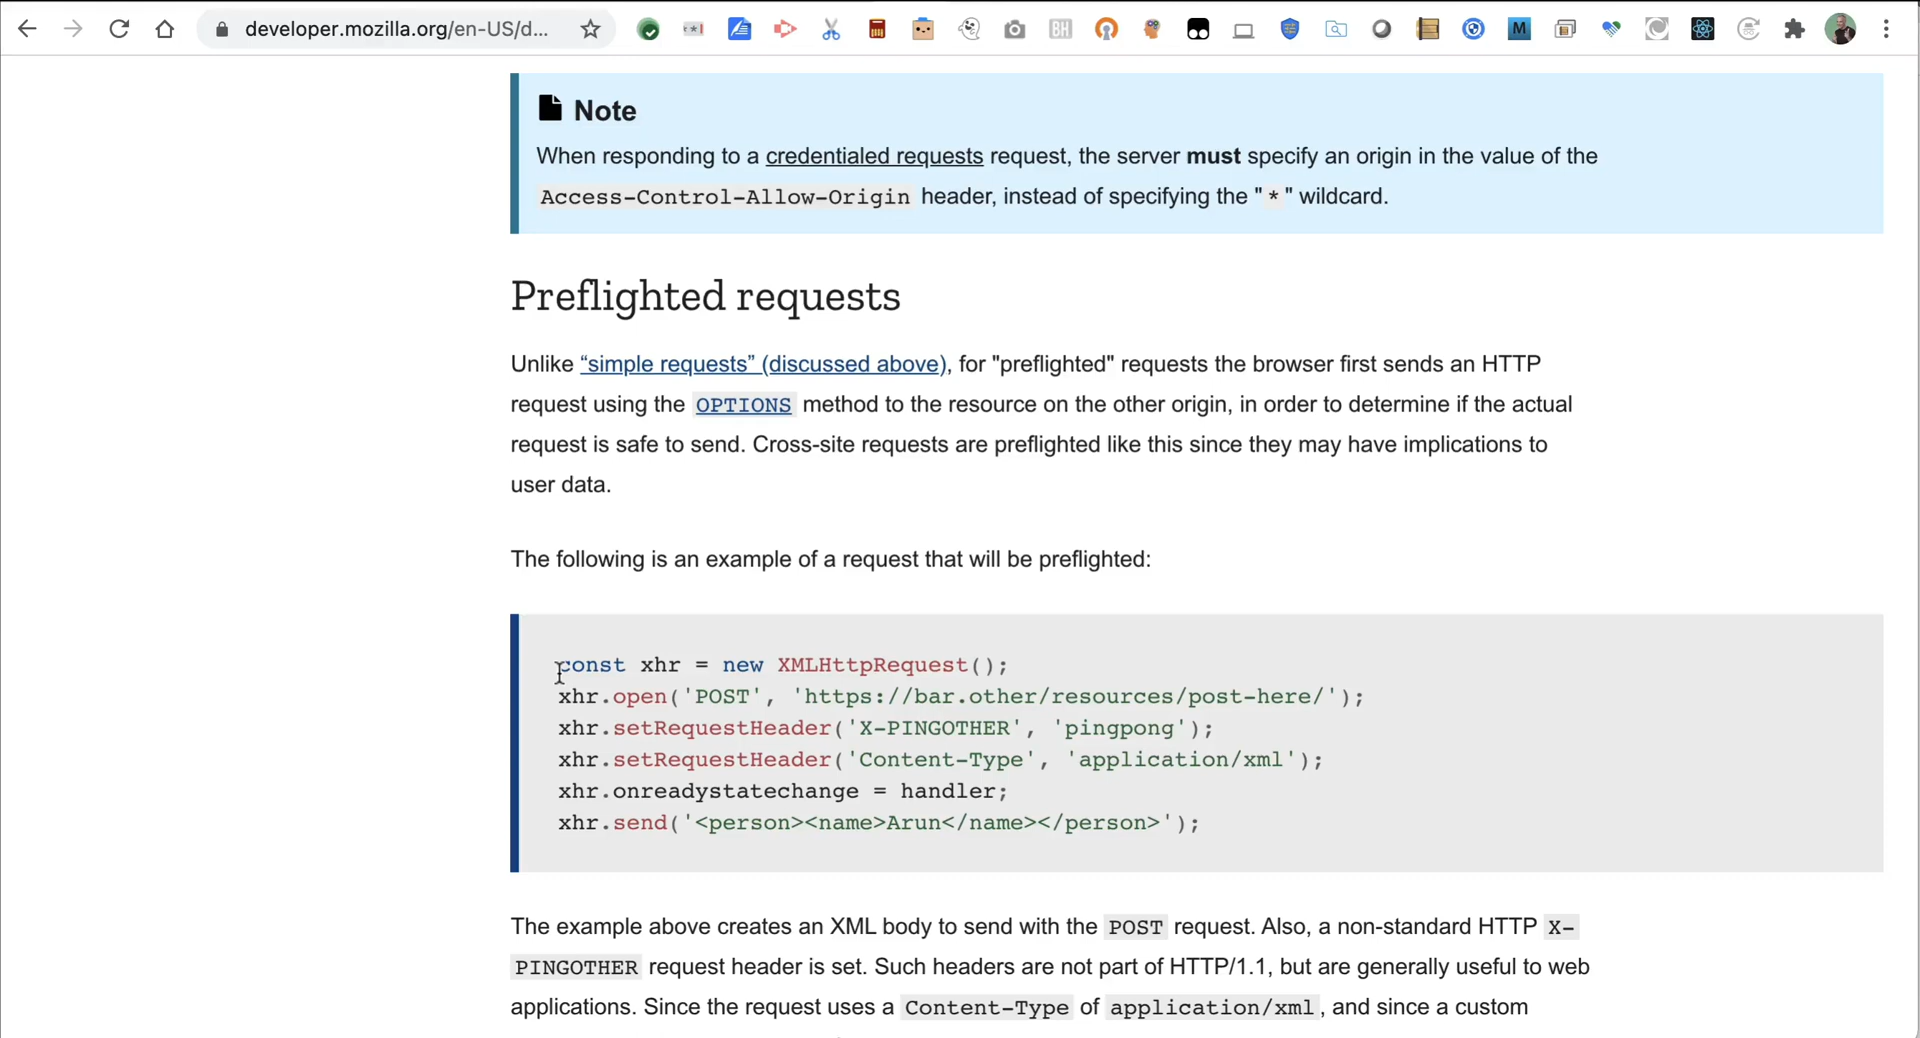 developer.mozilla.org/en-US/d...
Note
When responding to a credentialed requests request, the server must specify an origin in the value of the
Access-Control-Allow-Origin header, instead of specifying the "*" wildcard.
Preflighted requests
Unlike “simple requests” (discussed above), for "preflighted" requests the browser first sends an HTTP
request using the OPTIONS method to the resource on the other origin, in order to determine if the actual
request is safe to send. Cross-site requests are preflighted like this since they may have implications to
user data.
The following is an example of a request that will be preflighted:
const xhr = new XMLHttpRequest();
xhr.open('POST', 'https://bar.other/resources/post-here/');
xhr.setRequestHeader('X-PINGOTHER', 'pingpong');
xhr.setRequestHeader('Content-Type', 'application/xml');
xhr.onreadystatechange = handler;
xhr.send('<person><name>Arun</name></person>');
The example above creates an XML body to send with the POST request. Also, a non-standard HTTP X-
PINGOTHER request header is set. Such headers are not part of HTTP/1.1, but are generally useful to web
applications. Since the request uses a Content-Type of application/xml, and since a custom